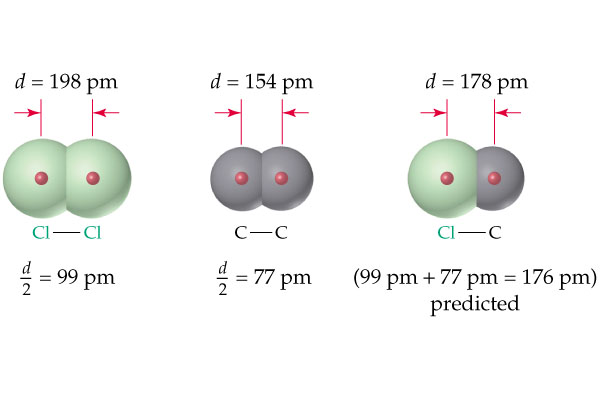 d = 198 pm
d = 154 pm
d = 178 pm
Cl—Cl
C—C
Cl—C
d/2 = 99 pm
d/2 = 77 pm
(99 pm + 77 pm = 176 pm)
predicted